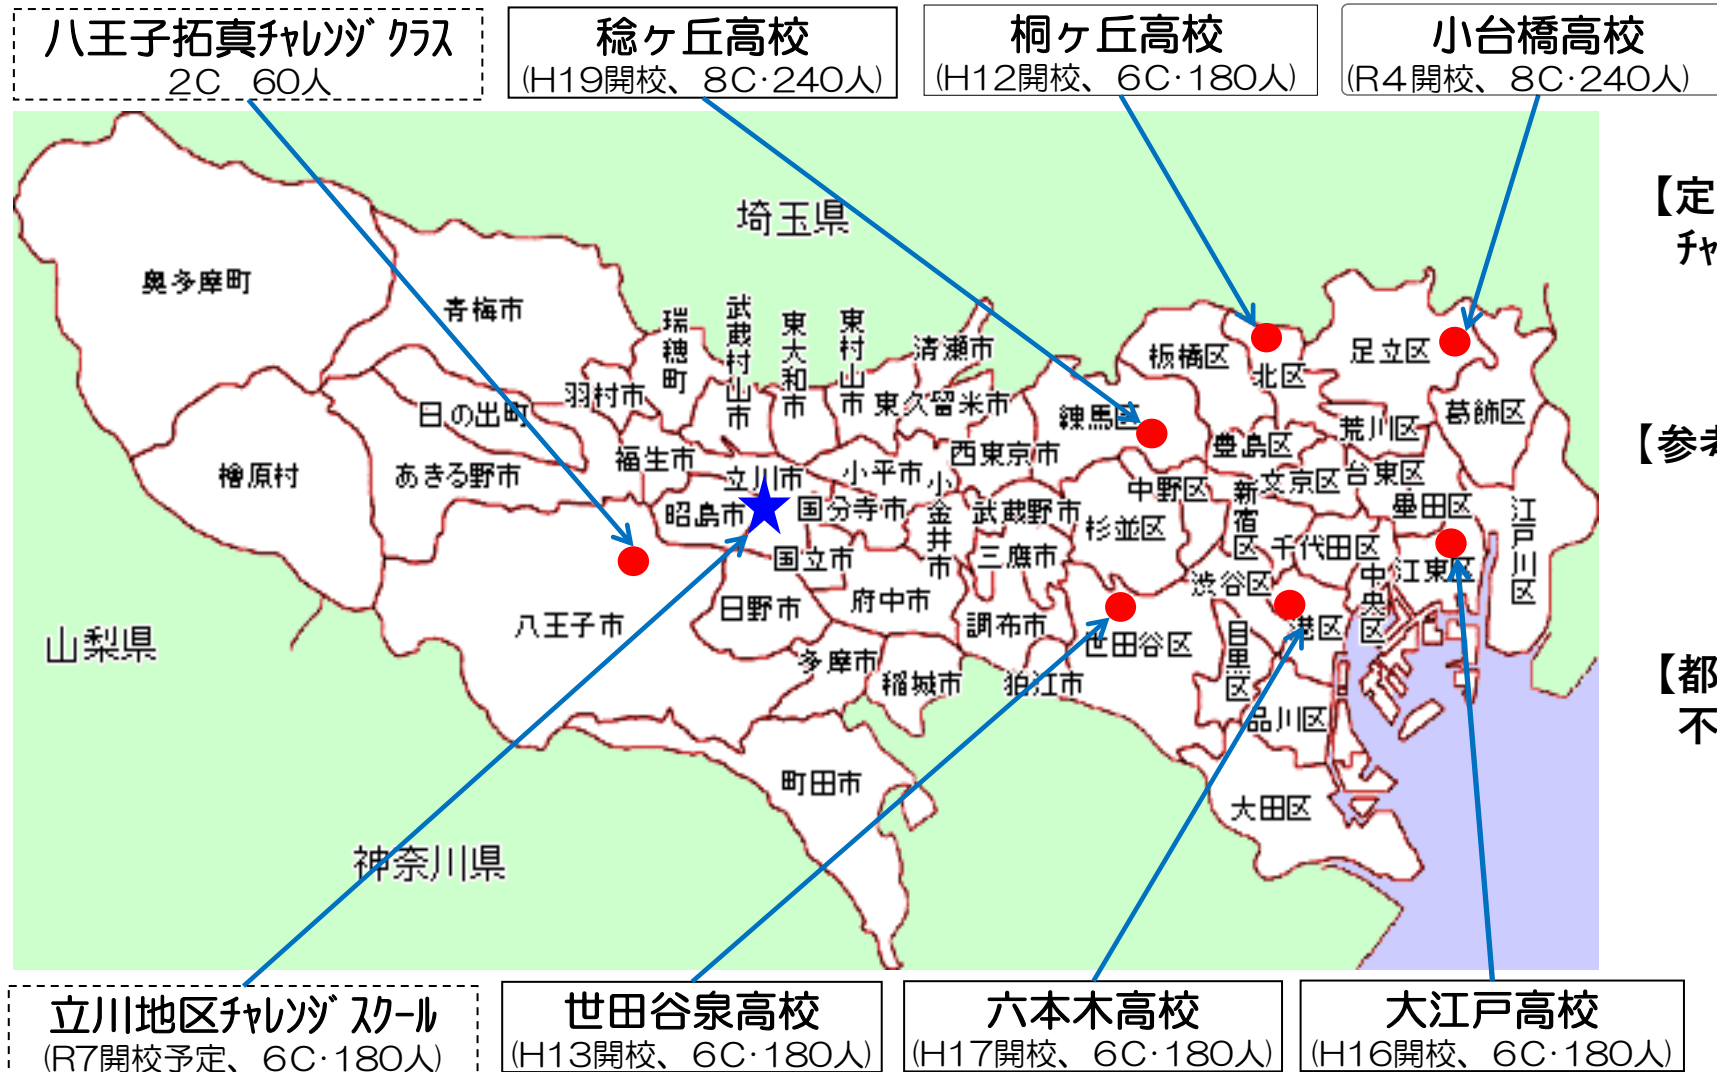 八王子拓真ﾁｬﾚﾝｼﾞｸﾗｽ
2C 60人
稔ヶ丘高校
(H19開校、8C･240人)
桐ヶ丘高校
(H12開校、6C･180人)
小台橋高校
(R4開校、8C･240人)
【定
ﾁｬ
【参考
【都
不
埼玉県
奥多摩町
青梅市
瑞穂町
武蔵村山市
東大和市
東村山市
清瀬市
板橋区
北区
足立区
羽村市
日の出町
東久留米市
練馬区
豊島区
荒川区
葛飾区
檜原村
あきる野市
福生市
立川市
小平市
西東京市
中野区
文京区
台東区
昭島市
国分寺市
小金井市
武蔵野市
杉並区
新宿区
墨田区
江戸川区
国立市
三鷹市
千代田区
江東区
八王子市
日野市
府中市
調布市
渋谷区
中央区
港区
山梨県
多摩市
稲城市
狛江市
世田谷区
目黒区
品川区
町田市
大田区
神奈川県
立川地区ﾁｬﾚﾝｼﾞｽｸｰﾙ
(R7開校予定、6C･180人)
世田谷泉高校
(H13開校、6C･180人)
六本木高校
(H17開校、6C･180人)
大江戸高校
(H16開校、6C･180人)